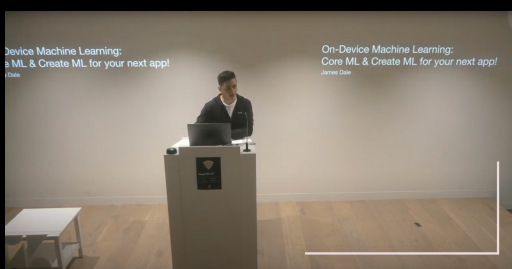 Device Machine Learning:
e ML & Create ML for your next app!
Dale
On-Device Machine Learning:
Core ML & Create ML for your next app!
James Dale